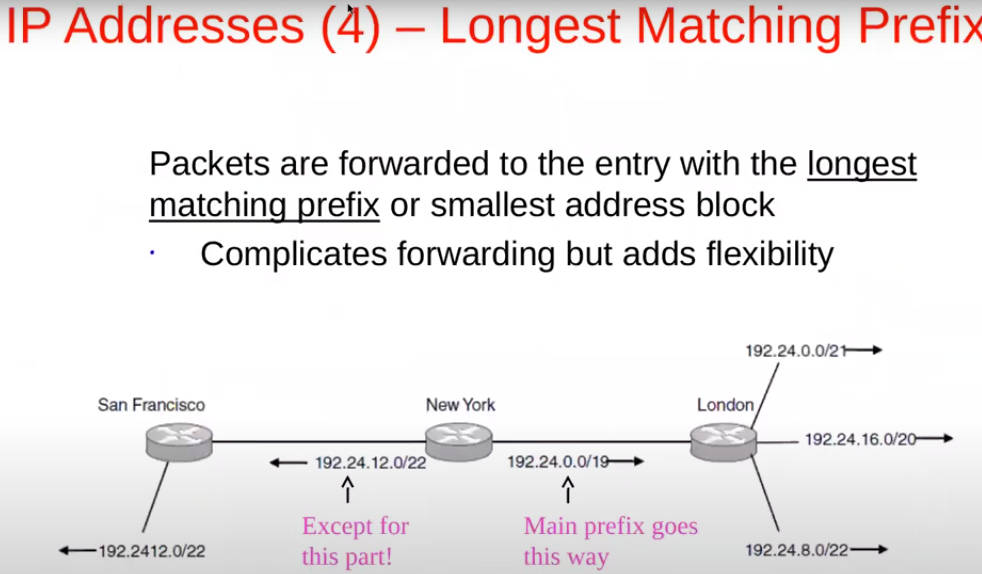 IP Addresses (4) – Longest Matching Prefix
Packets are forwarded to the entry with the longest
matching prefix or smallest address block
· Complicates forwarding but adds flexibility
192.24.0.0/21
San Francisco
New York
London
192.24.16.0/20
192.24.12.0/22
192.24.0.0/19
Except for
this part!
Main prefix goes
this way
192.2412.0/22
192.24.8.0/22